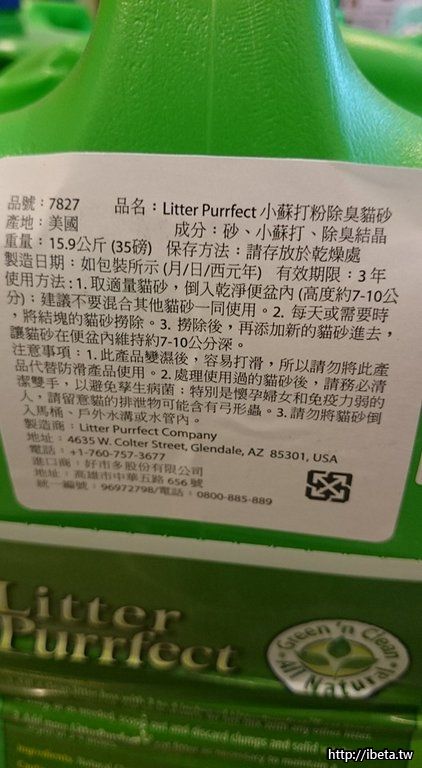 品號：7827 品名：Litter Purrfect 小蘇打粉除臭貓砂
產地：美國 成分：砂、小蘇打、除臭結晶
重量：15.9公斤 (35磅) 保存方法：請存放於乾燥處
製造日期：如包裝所示 (月/日/西元年) 有效期限：3 年
使用方法：1. 取適量貓砂，倒入乾淨便盆內 (高度約7-10公
分)；建議不要混合其他貓砂一同使用。2. 每天或需要時
，將結塊的貓砂撈除。3. 撈除後，再添加新的貓砂進去，
讓貓砂在便盆內維持約7-10公分深。
注意事項：1. 此產品變濕後，容易打滑，所以請勿將此產
品代替防滑產品使用。2. 處理使用過的貓砂後，請務必清
潔雙手，以避免孳生病菌；特別是懷孕婦女和免疫力弱的
人，請留意貓的排泄物可能含有弓形蟲。3. 請勿將貓砂倒
入馬桶、戶外水溝或水管內。
製造商：Litter Purrfect Company
地址：4635 W. Colter Street, Glendale, AZ 85301, USA
電話：+1-760-757-3677
進口商：好市多股份有限公司
地址：高雄市中華五路 656 號
統一編號：96972798/電話：0800-885-889
Litter
Purrfect
Green 'n Clean
All Natural
http://ibeta.tw